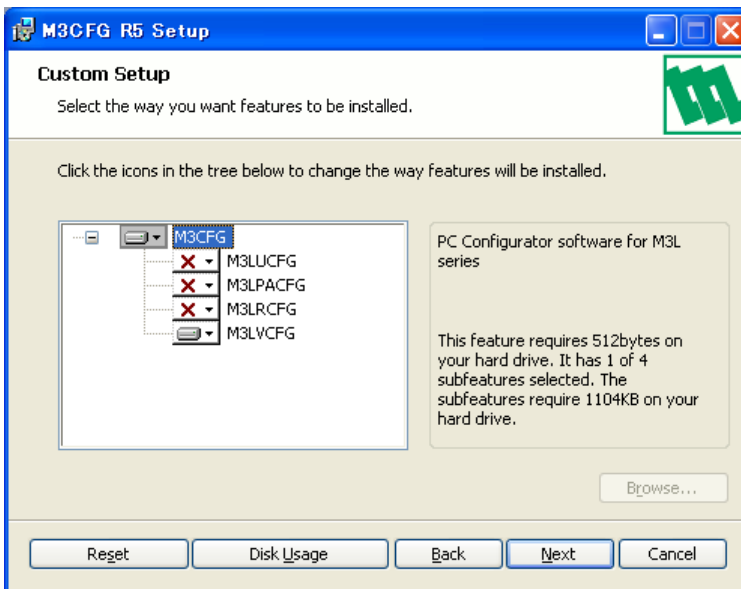 M3CFG R5 Setup
Custom Setup
Select the way you want features to be installed.
Click the icons in the tree below to change the way features will be installed.
M3CFG
M3LUCFG
M3LPACFG
M3LRCFG
M3LVCFG
PC Configurator software for M3L
series
This feature requires 512bytes on
your hard drive. It has 1 of 4
subfeatures selected. The
subfeatures require 1104KB on your
hard drive.
Browse...
Reset Disk Usage Back Next Cancel